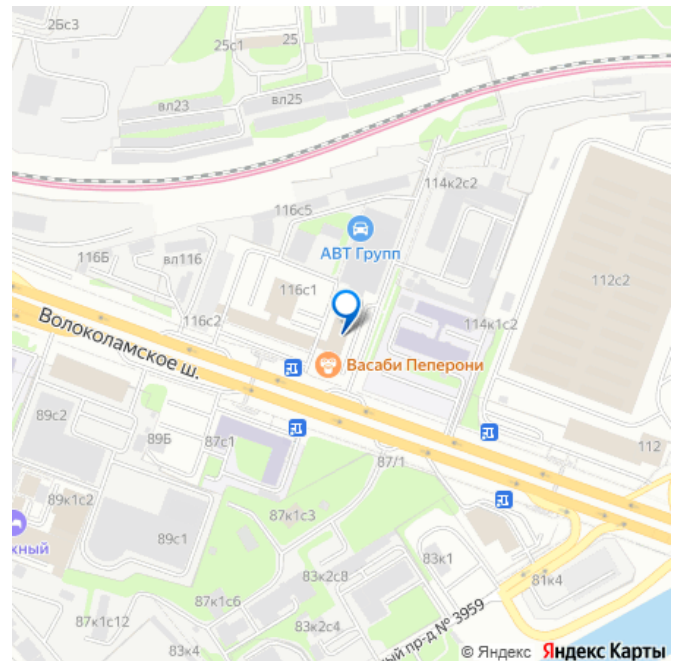 2Бс3
25с1
25
вл23
вл25
114к2с2
116с5
АВТ Групп
116Б
вл116
112с2
116с1
116с2
114к1с2
Волоколамское ш.
Васаби Пеперони
89с2
89Б
87с1
112
87/1
89к1с2
87к1с3
жный
89с1
83к1
83к2с8
81к4
87к1с6
87к1с12
83к2с4
83к4
ный пр-д № 3959
© Яндекс Яндекс Карты